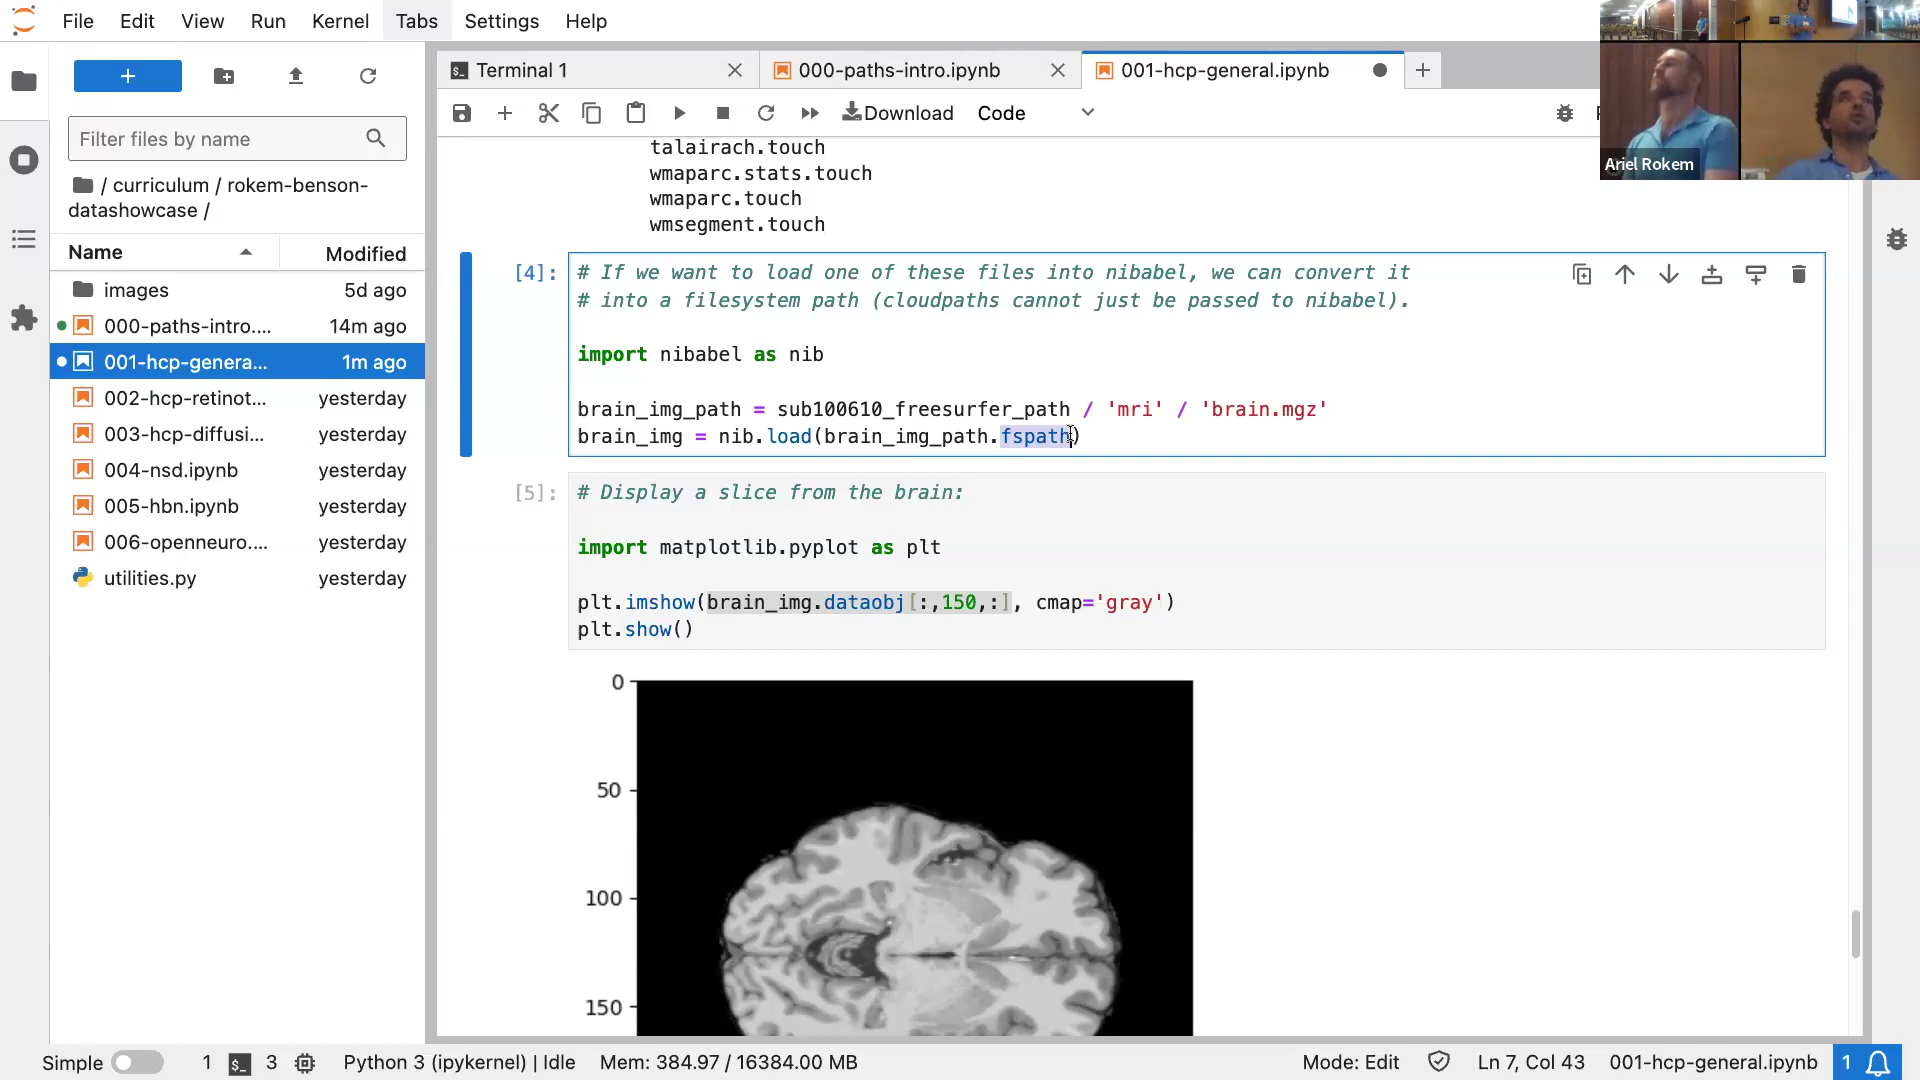 File Edit View Run Kernel Tabs Settings Help
Terminal 1
000-paths-intro.ipynb
001-hcp-general.ipynb
Download
Code
Ariel Rokem
Filter files by name
/ curriculum / rokem-benson-
datashowcase /
Name Modified
images 5d ago
000-paths-intro.... 14m ago
001-hcp-genera... 1m ago
002-hcp-retinot... yesterday
003-hcp-diffusi... yesterday
004-nsd.ipynb yesterday
005-hbn.ipynb yesterday
006-openneuro.... yesterday
utilities.py yesterday
talairach.touch
wmaparc.stats.touch
wmaparc.touch
wmsegment.touch
[4]:
# If we want to load one of these files into nibabel, we can convert it
# into a filesystem path (cloudpaths cannot just be passed to nibabel).
import nibabel as nib
brain_img_path = sub100610_freesurfer_path / 'mri' / 'brain.mgz'
brain_img = nib.load(brain_img_path.fspath)
[5]:
# Display a slice from the brain:
import matplotlib.pyplot as plt
plt.imshow(brain_img.dataobj[:,150,:], cmap='gray')
plt.show()
0
50
100
150
Simple 1 3 Python 3 (ipykernel) | Idle Mem: 384.97 / 16384.00 MB Mode: Edit Ln 7, Col 43 001-hcp-general.ipynb 1